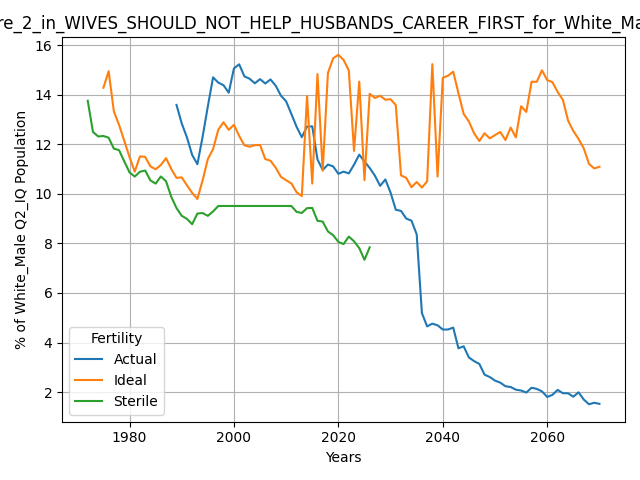 re_2_in_WIVES_SHOULD_NOT_HELP_HUSBANDS_CAREER_FIRST_for_White_Ma
% of White_Male Q2_IQ Population
16
14
12
10
8
6
4
2
Fertility
Actual
Ideal
Sterile
1980
2000
2020
2040
2060
Years